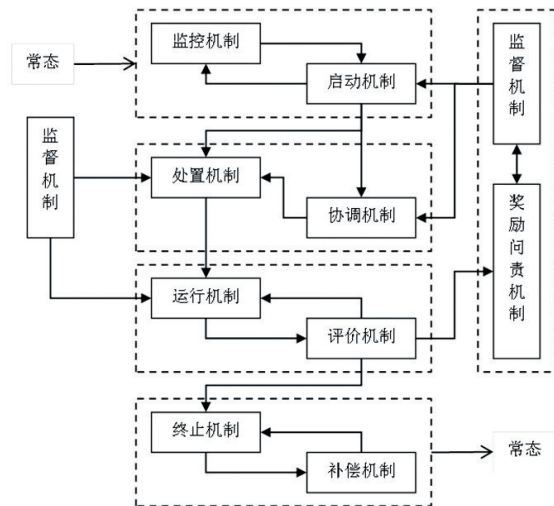 监控机制
常态
启动机制
监督机制
监督机制
处置机制
协调机制
奖励问责机制
运行机制
评价机制
终止机制
补偿机制
常态